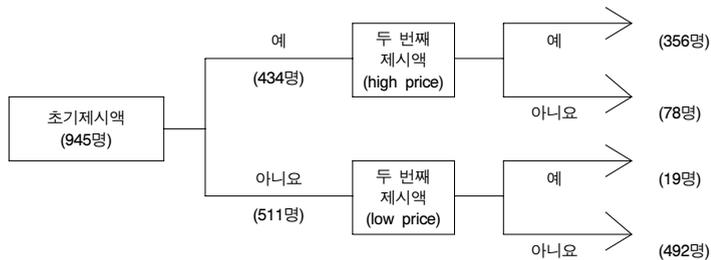 초기제시액
(945명)
예
(434명)
두 번째
제시액
(high price)
예
(356명)
아니요
(78명)
아니요
(511명)
두 번째
제시액
(low price)
예
(19명)
아니요
(492명)